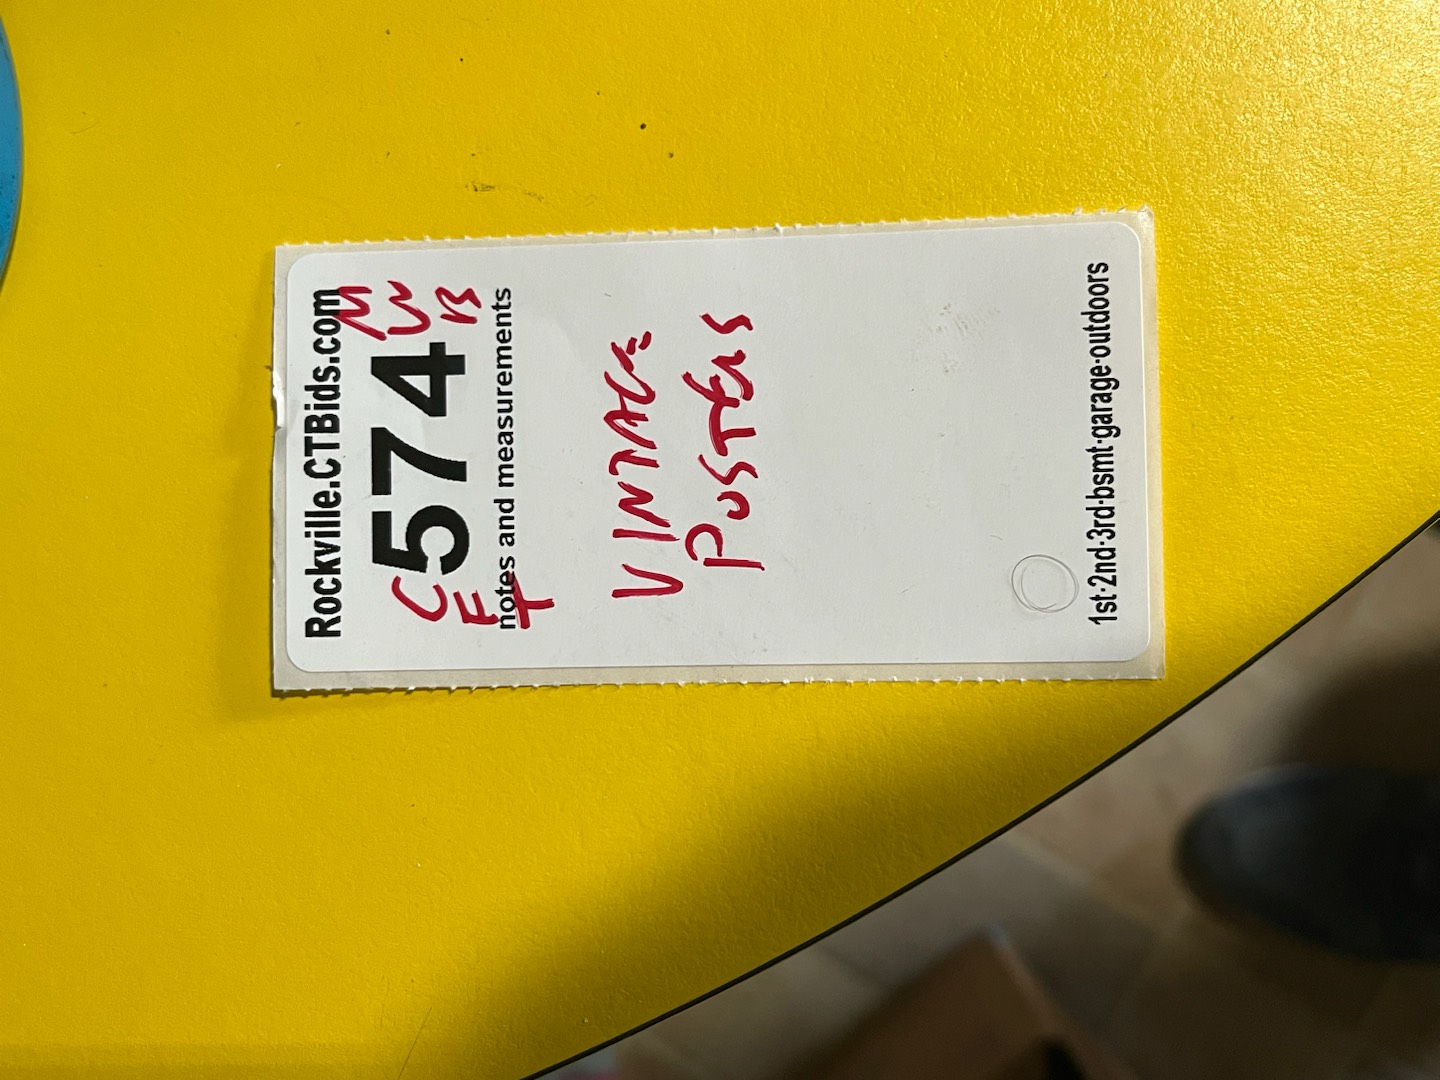 Rockville.CTBids.com
C 574 M
E W
T B
notes and measurements
VINTAGE
POSTERS
1st·2nd·3rd·bsmt·garage·outdoors